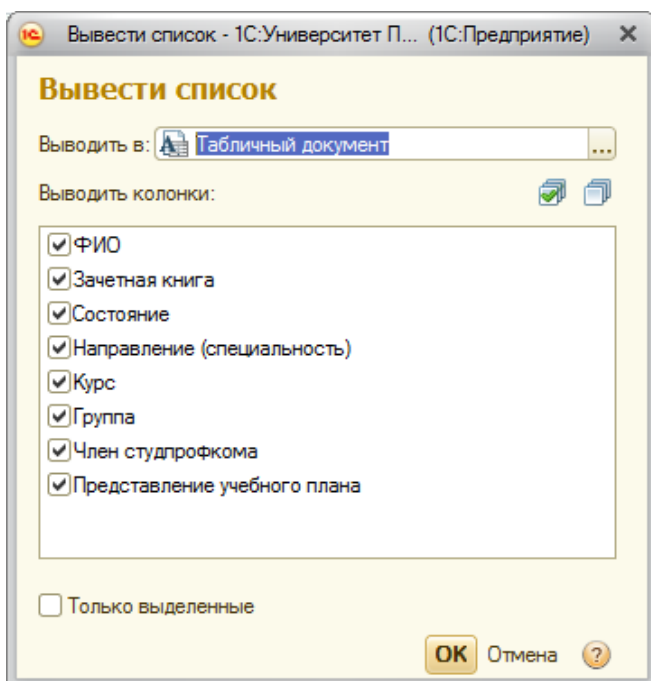 Вывести список - 1С:Университет П... (1С:Предприятие)
Вывести список
Выводить в: Табличный документ ...
Выводить колонки:
ФИО
Зачетная книга
Состояние
Направление (специальность)
Курс
Группа
Член студпрофкома
Представление учебного плана
Только выделенные
ОК Отмена ?